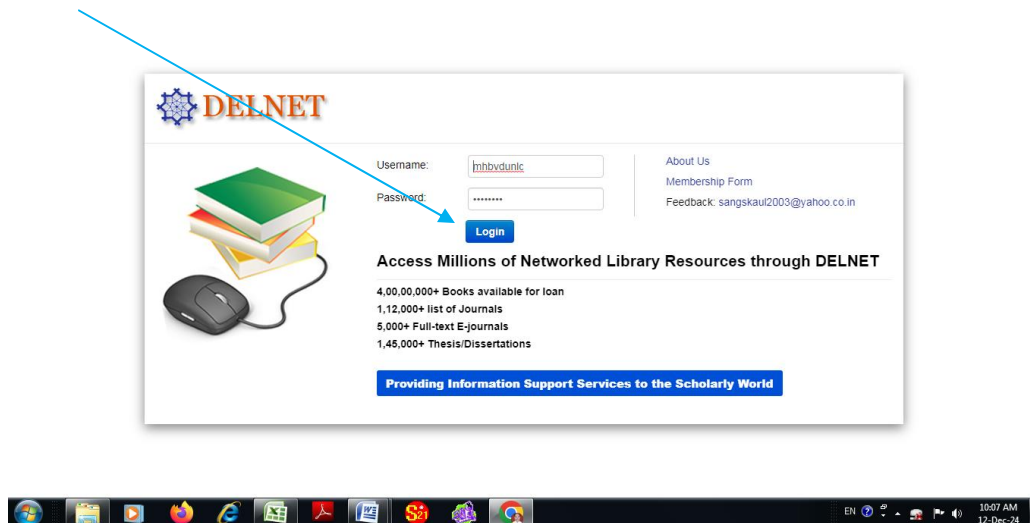 DELNET
Username: mhbvdunlc
Password: ••••••••
Login
About Us
Membership Form
Feedback: sangskaul2003@yahoo.co.in
Access Millions of Networked Library Resources through DELNET
4,00,00,000+ Books available for loan
1,12,000+ list of Journals
5,000+ Full-text E-journals
1,45,000+ Thesis/Dissertations
Providing Information Support Services to the Scholarly World
EN
10:07 AM
12-Dec-24